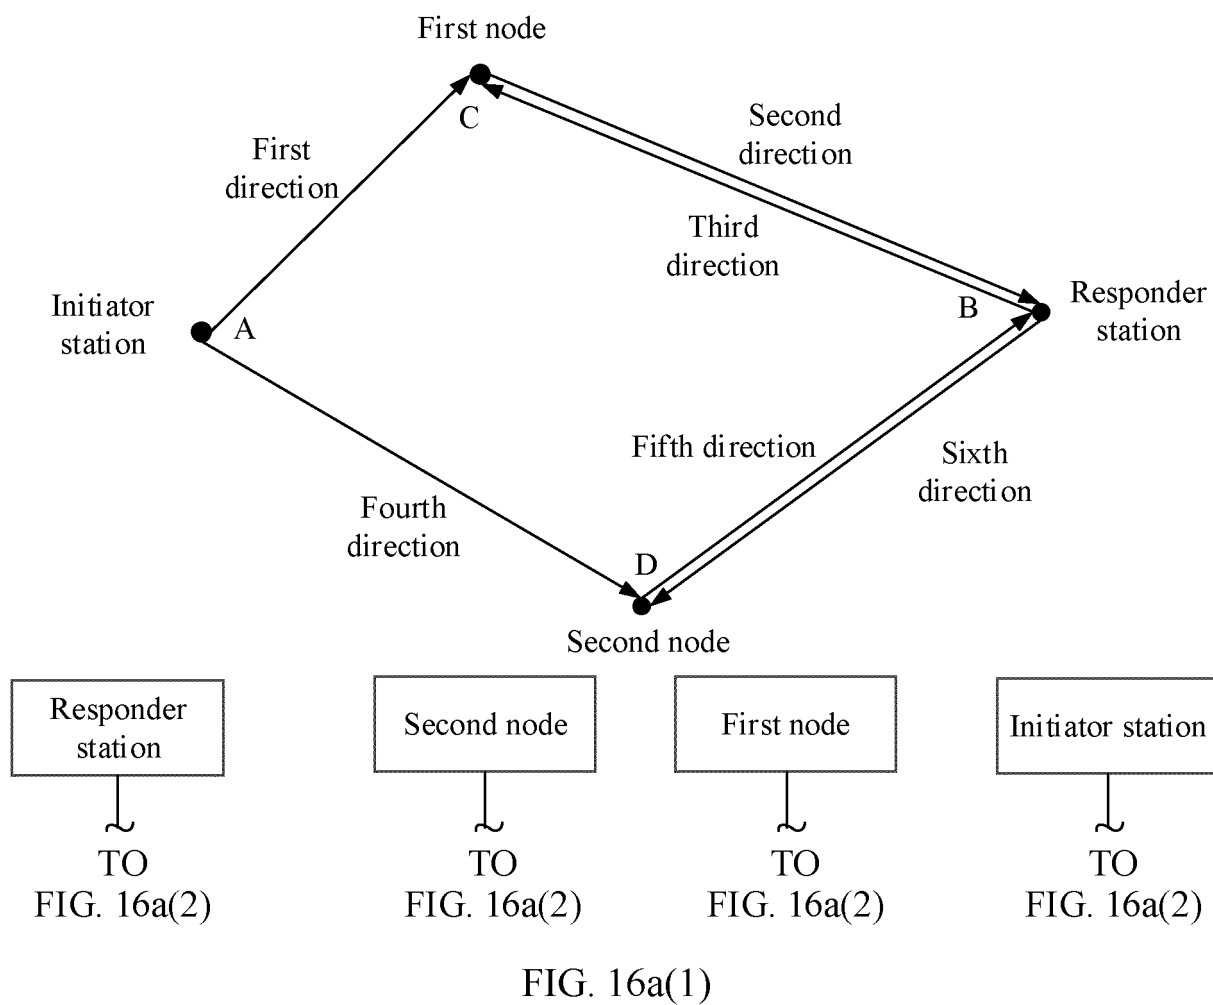 First node
C
Second
direction
First
direction
Third
direction
Initiator
station
A
B
Responder
station
Fifth direction
Sixth
direction
Fourth
direction
D
Second node
Responder
station
Second node
First node
Initiator station
TO
FIG. 16a(2)
TO
FIG. 16a(2)
TO
FIG. 16a(2)
TO
FIG. 16a(2)
FIG. 16a(1)